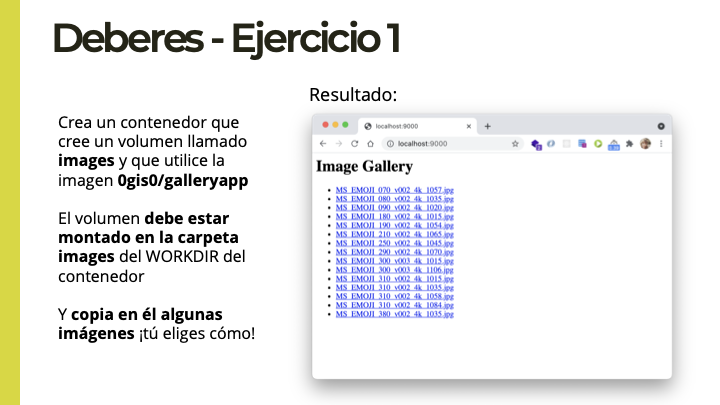 Deberes - Ejercicio 1
Resultado:
Crea un contenedor que
cree un volumen llamado
images y que utilice la
imagen 0gis0/galleryapp
El volumen debe estar
montado en la carpeta
images del WORKDIR del
contenedor
Y copia en él algunas
imágenes ¡tú eliges cómo!
localhost:9000
localhost:9000
Image Gallery
MS_EMOJI_070_v002_4k_1057.jpg
MS_EMOJI_080_v002_4k_1035.jpg
MS_EMOJI_090_v002_4k_1020.jpg
MS_EMOJI_180_v002_4k_1015.jpg
MS_EMOJI_190_v002_4k_1054.jpg
MS_EMOJI_210_v002_4k_1065.jpg
MS_EMOJI_250_v002_4k_1045.jpg
MS_EMOJI_290_v002_4k_1070.jpg
MS_EMOJI_300_v003_4k_1015.jpg
MS_EMOJI_300_v003_4k_1106.jpg
MS_EMOJI_310_v002_4k_1015.jpg
MS_EMOJI_310_v002_4k_1035.jpg
MS_EMOJI_310_v002_4k_1058.jpg
MS_EMOJI_310_v002_4k_1084.jpg
MS_EMOJI_380_v002_4k_1035.jpg